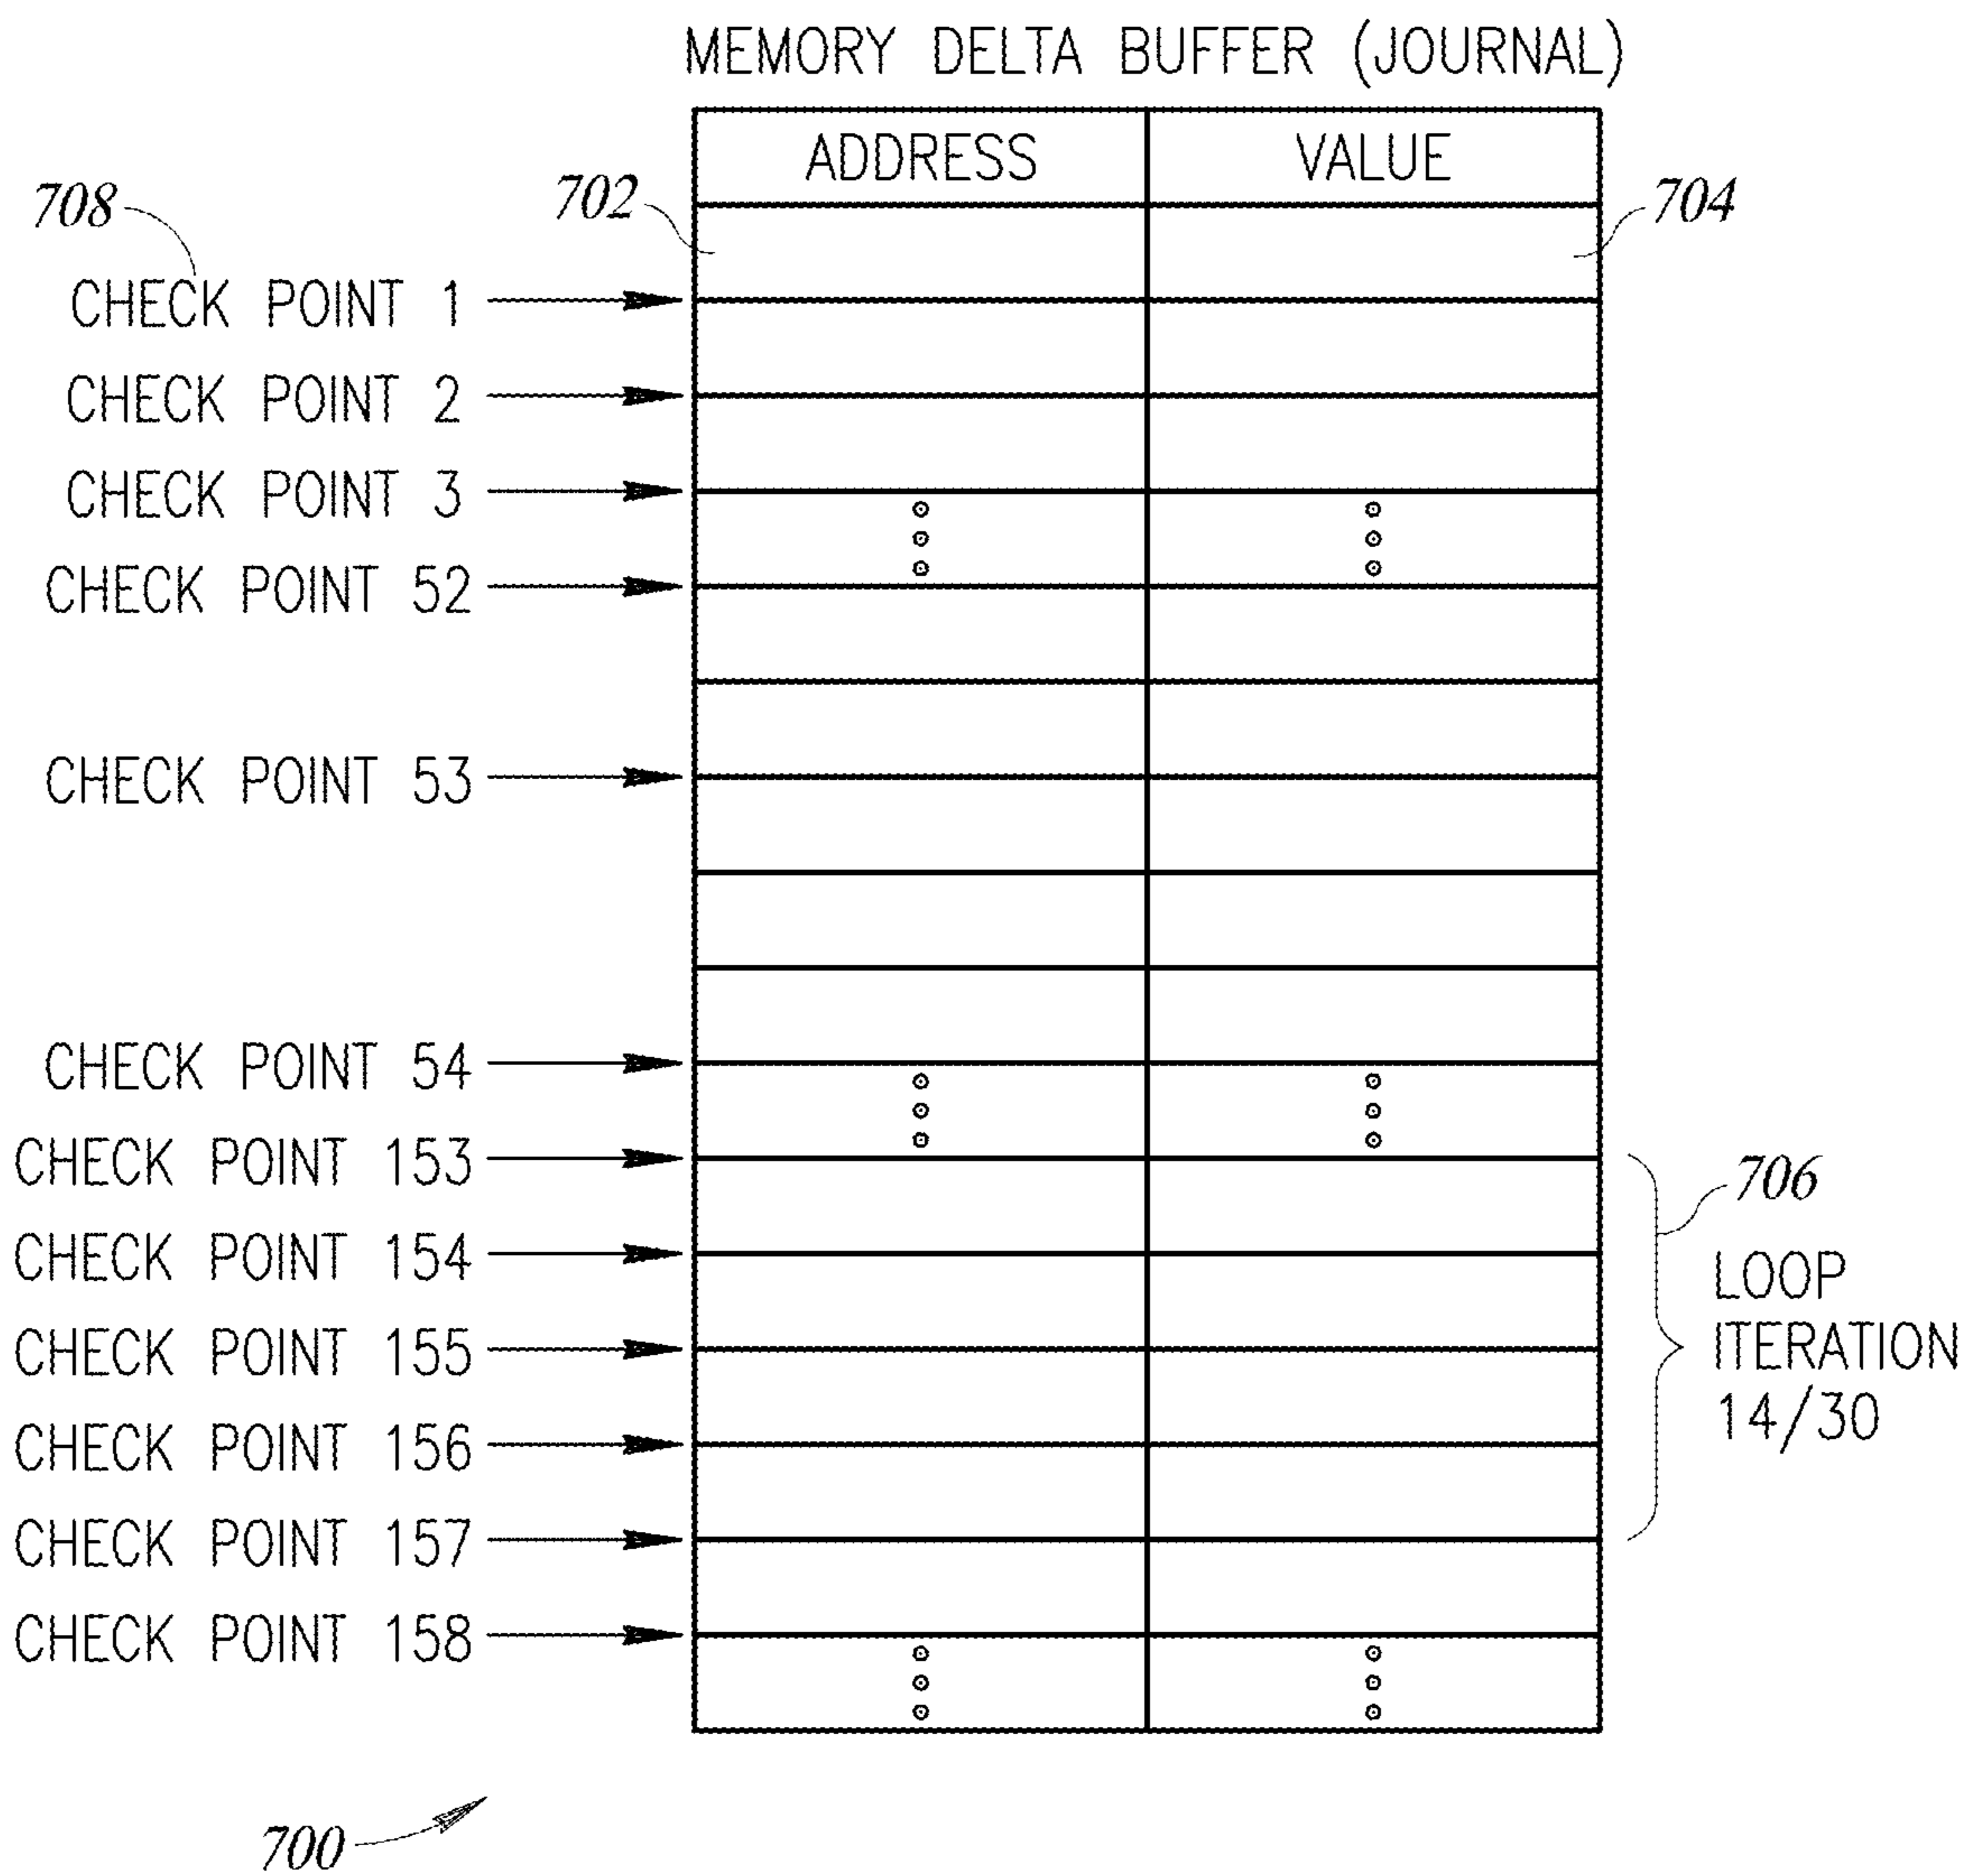 MEMORY DELTA BUFFER (JOURNAL)
ADDRESS VALUE
708
702
704
CHECK POINT 1
CHECK POINT 2
CHECK POINT 3
CHECK POINT 52
CHECK POINT 53
CHECK POINT 54
CHECK POINT 153
706
CHECK POINT 154
LOOP
CHECK POINT 155
ITERATION
14/30
CHECK POINT 156
CHECK POINT 157
CHECK POINT 158
700